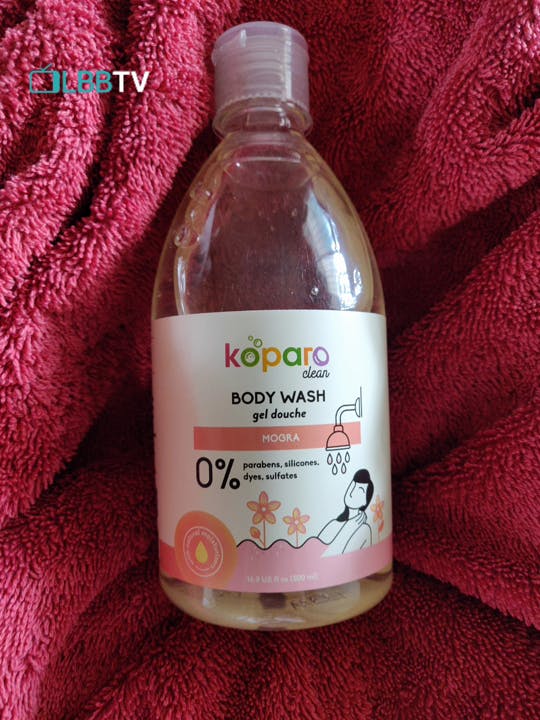 LBBTV
koparo
clean
BODY WASH
gel douche
MOGRA
0% parabens, silicones,
dyes, sulfates
16.9 US fl oz (500 ml)